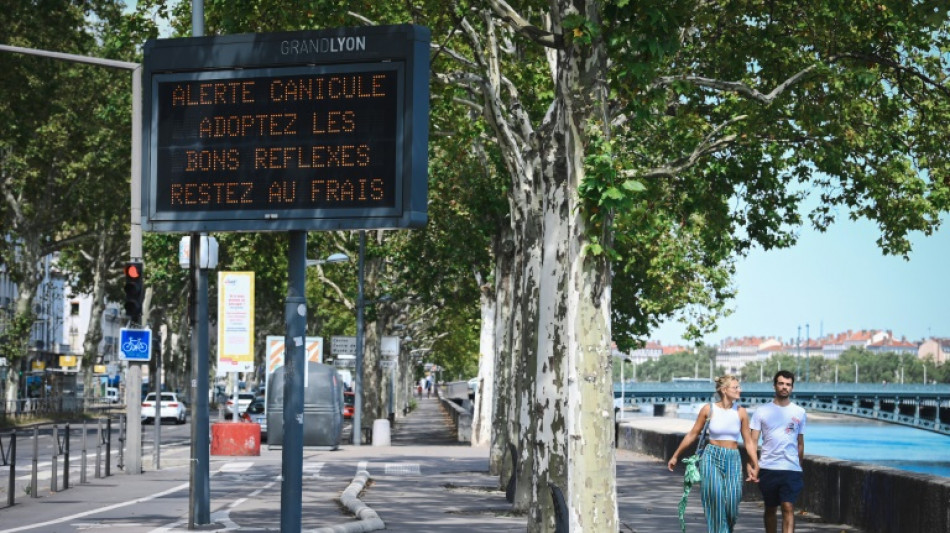 GRANDLYON
ALERTE CANICULE
ADOPTEZ LES
BONS REFLEXES
RESTEZ AU FRAIS